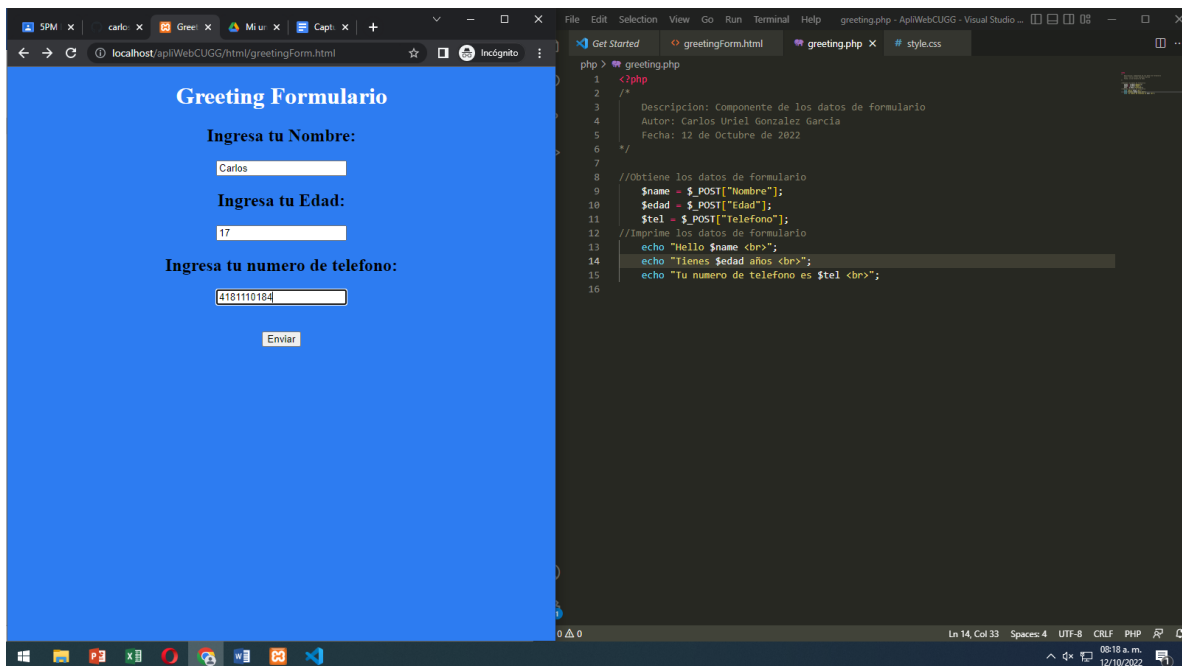 5PM
carlo
Greet
Mi un
Captu
localhost/apliWebCUGG/html/greetingForm.html
Incógnito
Greeting Formulario
Ingresa tu Nombre:
Carlos
Ingresa tu Edad:
17
Ingresa tu numero de telefono:
4181110184
Enviar
File Edit Selection View Go Run Terminal Help greeting.php - ApliWebCUGG - Visual Studio ...
Get Started greetingForm.html greeting.php # style.css
php > greeting.php
1 <?php
2 /*
3 Descripcion: Componente de los datos de formulario
4 Autor: Carlos Uriel Gonzalez Garcia
5 Fecha: 12 de Octubre de 2022
6 */
7
8 //Obtiene los datos de formulario
9 $name = $_POST["Nombre"];
10 $edad = $_POST["Edad"];
11 $tel = $_POST["Telefono"];
12 //Imprime los datos de formulario
13 echo "Hello $name <br>";
14 echo "Tienes $edad años <br>";
15 echo "Tu numero de telefono es $tel <br>";
16
0 0 Ln 14, Col 33 Spaces: 4 UTF-8 CRLF PHP
08:18 a. m.
12/10/2022